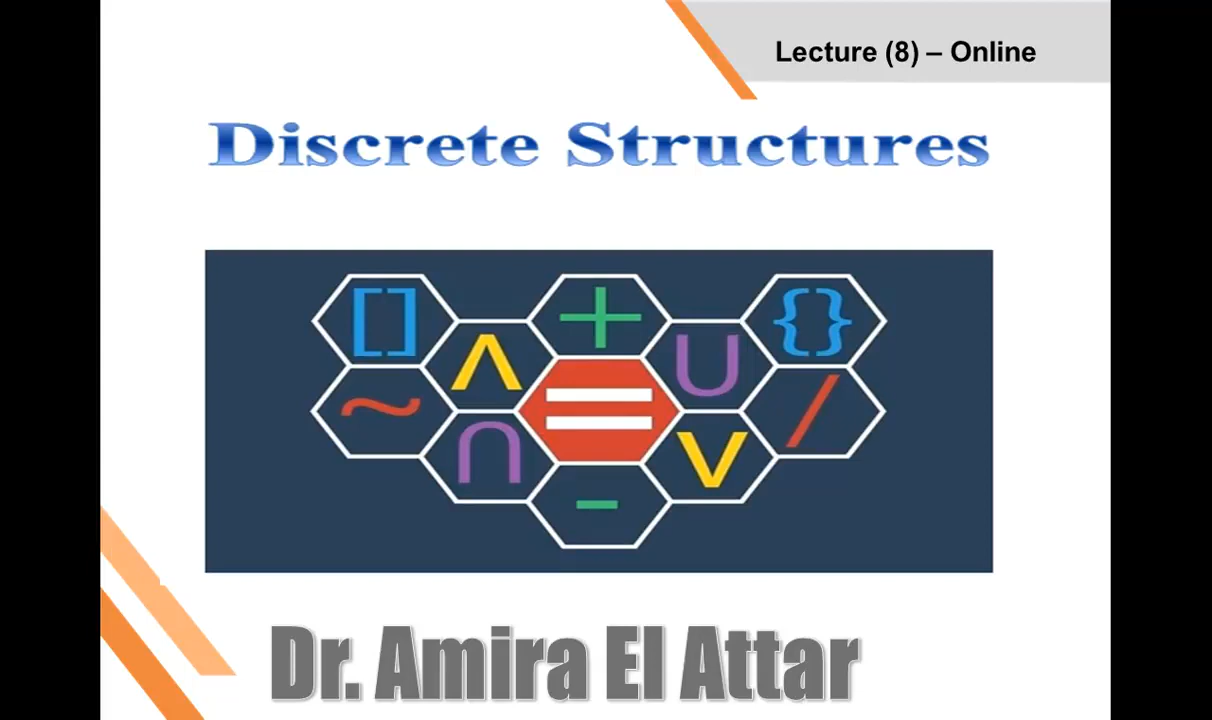 Lecture (8) – Online
Discrete Structures
[] + {}
∧ ∪
~ = /
∩ ∨
-
Dr. Amira El Attar